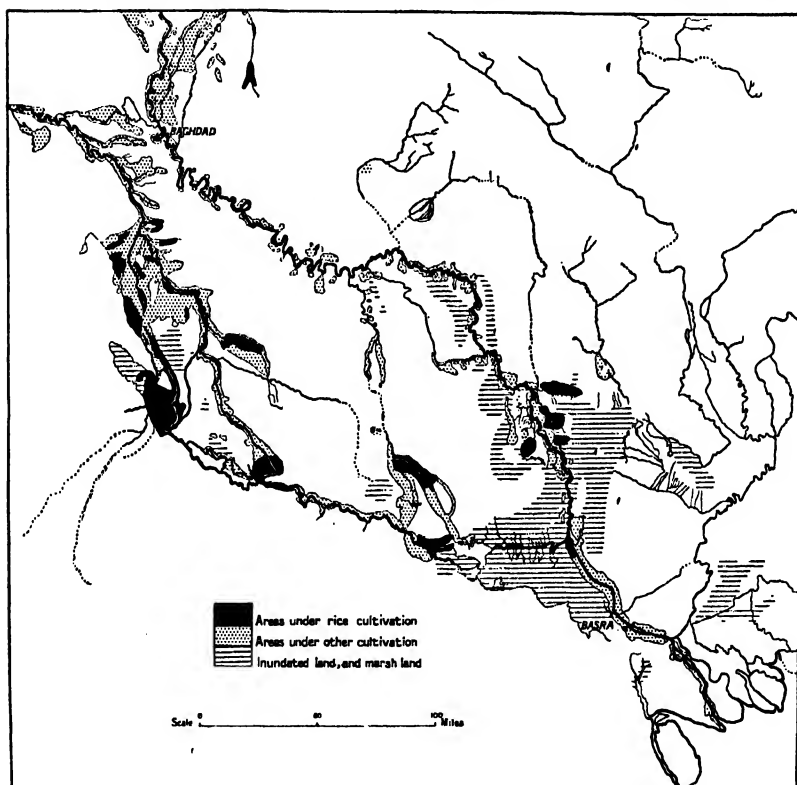 BAGHDAD
BASRA
Areas under rice cultivation
Areas under other cultivation
Inundated land, and marsh land
Scale 0 50 100 Miles